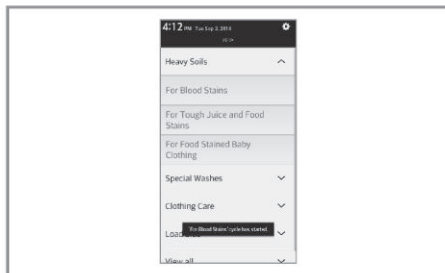 4:12 PM Tue Sep 2, 2014
Heavy Soils
For Blood Stains
For Tough Juice and Food
Stains
For Food Stained Baby
Clothing
Special Washes
Clothing Care
'For Blood Stains' cycle has started.
View all